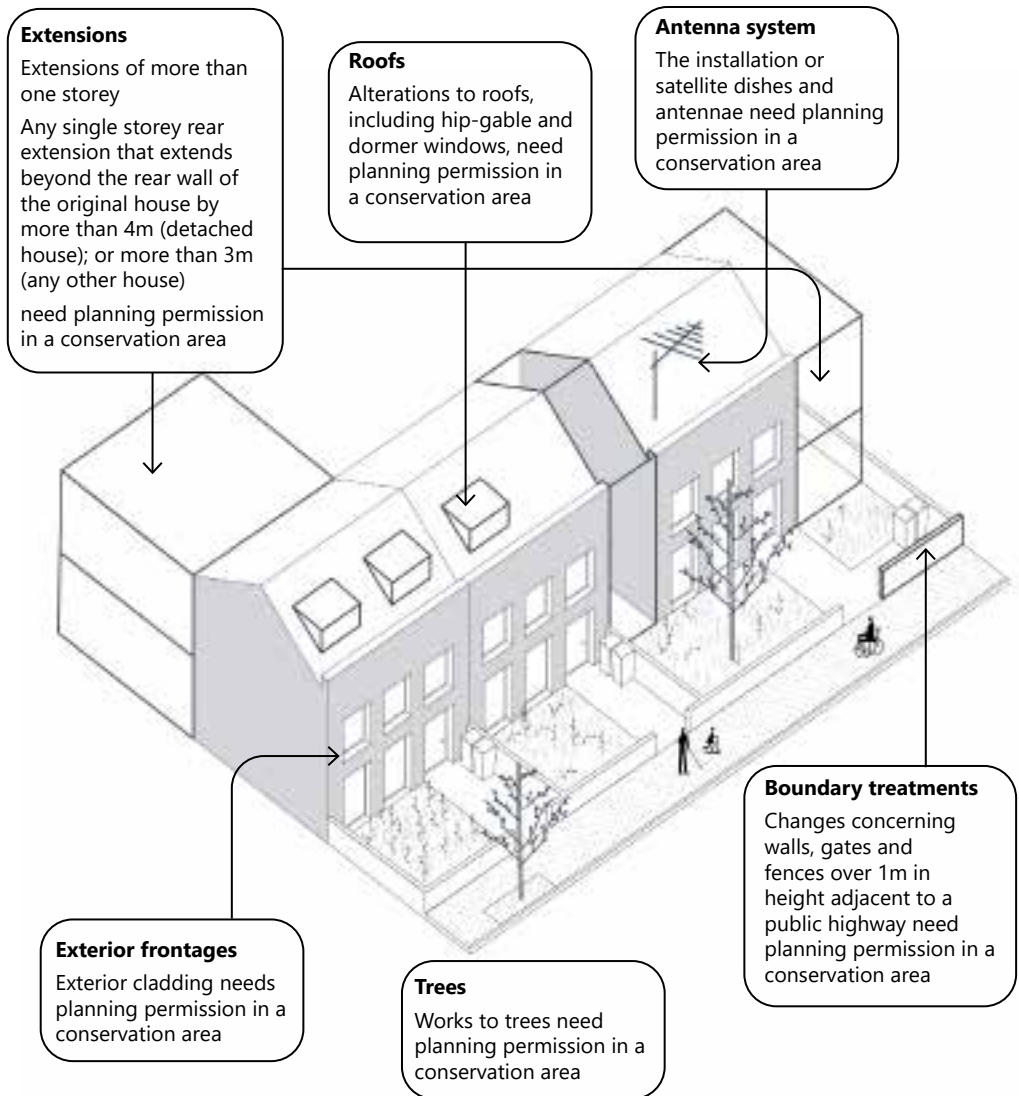 Extensions
Extensions of more than
one storey
Any single storey rear
extension that extends
beyond the rear wall of
the original house by
more than 4m (detached
house); or more than 3m
(any other house)
need planning permission
in a conservation area
Roofs
Alterations to roofs,
including hip-gable and
dormer windows, need
planning permission in
a conservation area
Antenna system
The installation or
satellite dishes and
antennae need planning
permission in a
conservation area
Exterior frontages
Exterior cladding needs
planning permission in a
conservation area
Trees
Works to trees need
planning permission in a
conservation area
Boundary treatments
Changes concerning
walls, gates and
fences over 1m in
height adjacent to a
public highway need
planning permission in a
conservation area